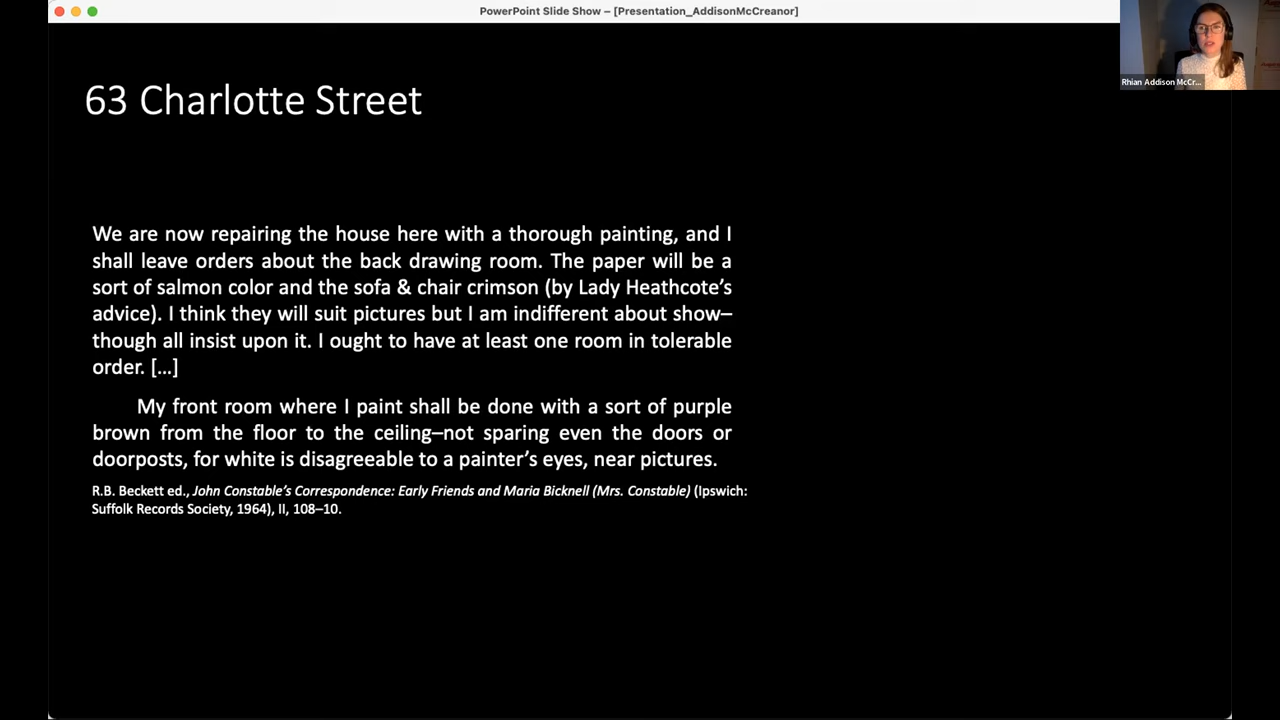 PowerPoint Slide Show – [Presentation_AddisonMcCreanor]
Rhian Addison McCr...
63 Charlotte Street
We are now repairing the house here with a thorough painting, and I
shall leave orders about the back drawing room. The paper will be a
sort of salmon color and the sofa & chair crimson (by Lady Heathcote’s
advice). I think they will suit pictures but I am indifferent about show–
though all insist upon it. I ought to have at least one room in tolerable
order. […]
My front room where I paint shall be done with a sort of purple
brown from the floor to the ceiling–not sparing even the doors or
doorposts, for white is disagreeable to a painter’s eyes, near pictures.
R.B. Beckett ed., John Constable’s Correspondence: Early Friends and Maria Bicknell (Mrs. Constable) (Ipswich:
Suffolk Records Society, 1964), II, 108–10.